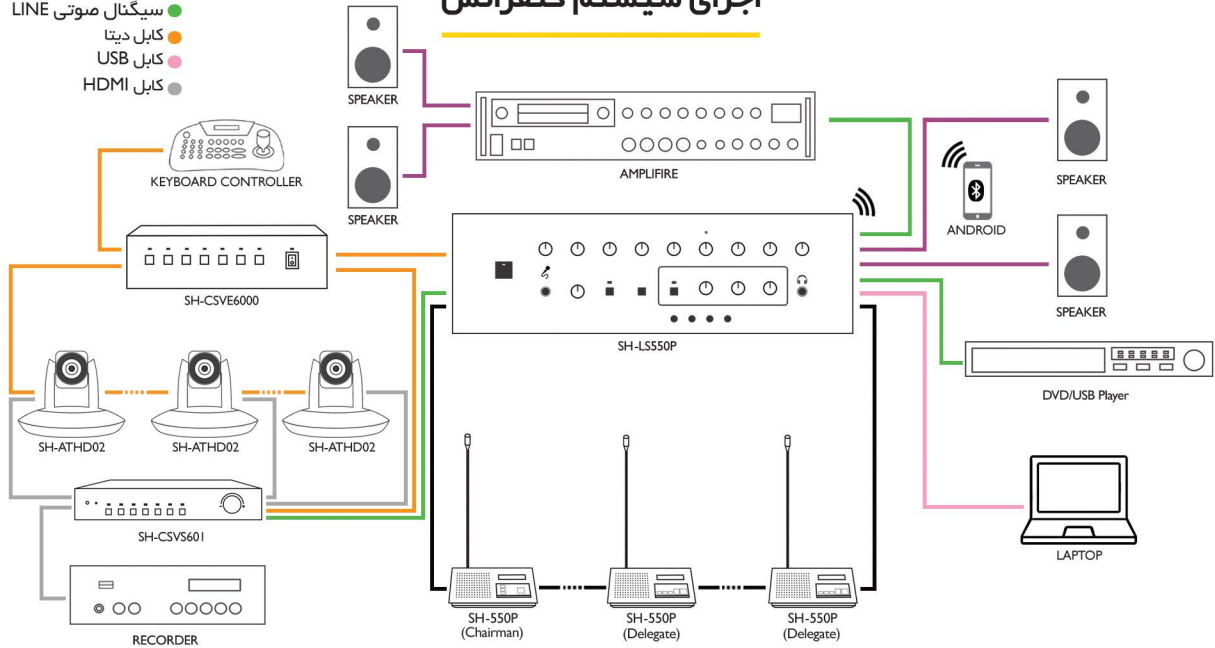 اجزای سیستم کنفرانس
سیگنال صوتی LINE
کابل دیتا
کابل USB
کابل HDMI
SPEAKER
SPEAKER
AMPLIFIRE
SPEAKER
SPEAKER
ANDROID
KEYBOARD CONTROLLER
SH-CSVE6000
SH-LS550P
DVD/USB Player
SH-ATHD02
SH-ATHD02
SH-ATHD02
SH-CSVS601
LAPTOP
RECORDER
SH-550P
(Chairman)
SH-550P
(Delegate)
SH-550P
(Delegate)